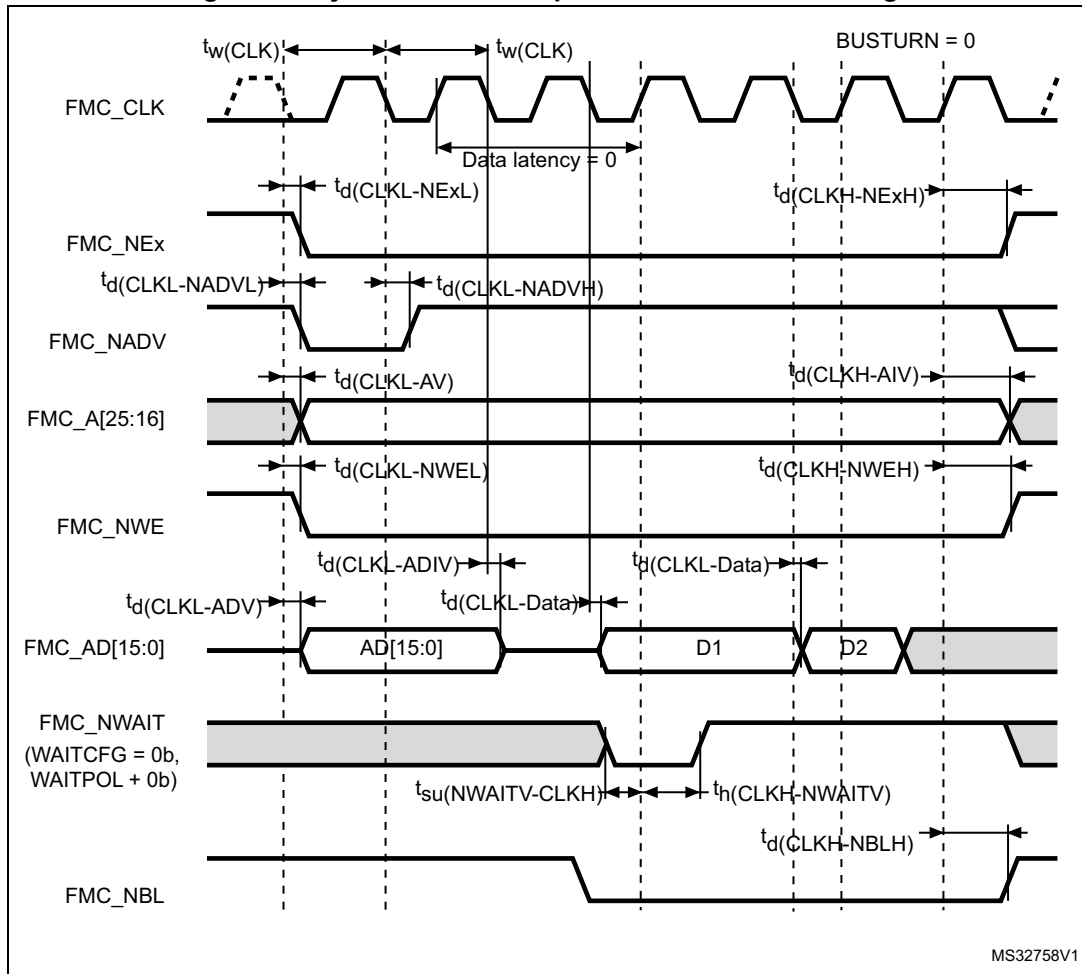 tw(CLK) tw(CLK) BUSTURN = 0
FMC_CLK
Data latency = 0
td(CLKL-NExL) td(CLKH-NExH)
FMC_NEx
td(CLKL-NADVL) td(CLKL-NADVH)
FMC_NADV
td(CLKL-AV) td(CLKH-AIV)
FMC_A[25:16]
td(CLKL-NWEL) td(CLKH-NWEH)
FMC_NWE
td(CLKL-ADIV) td(CLKL-Data)
td(CLKL-ADV) td(CLKL-Data)
FMC_AD[15:0] AD[15:0] D1 D2
FMC_NWAIT
(WAITCFG = 0b,
WAITPOL + 0b)
tsu(NWAITV-CLKH) th(CLKH-NWAITV)
td(CLKH-NBLH)
FMC_NBL
MS32758V1